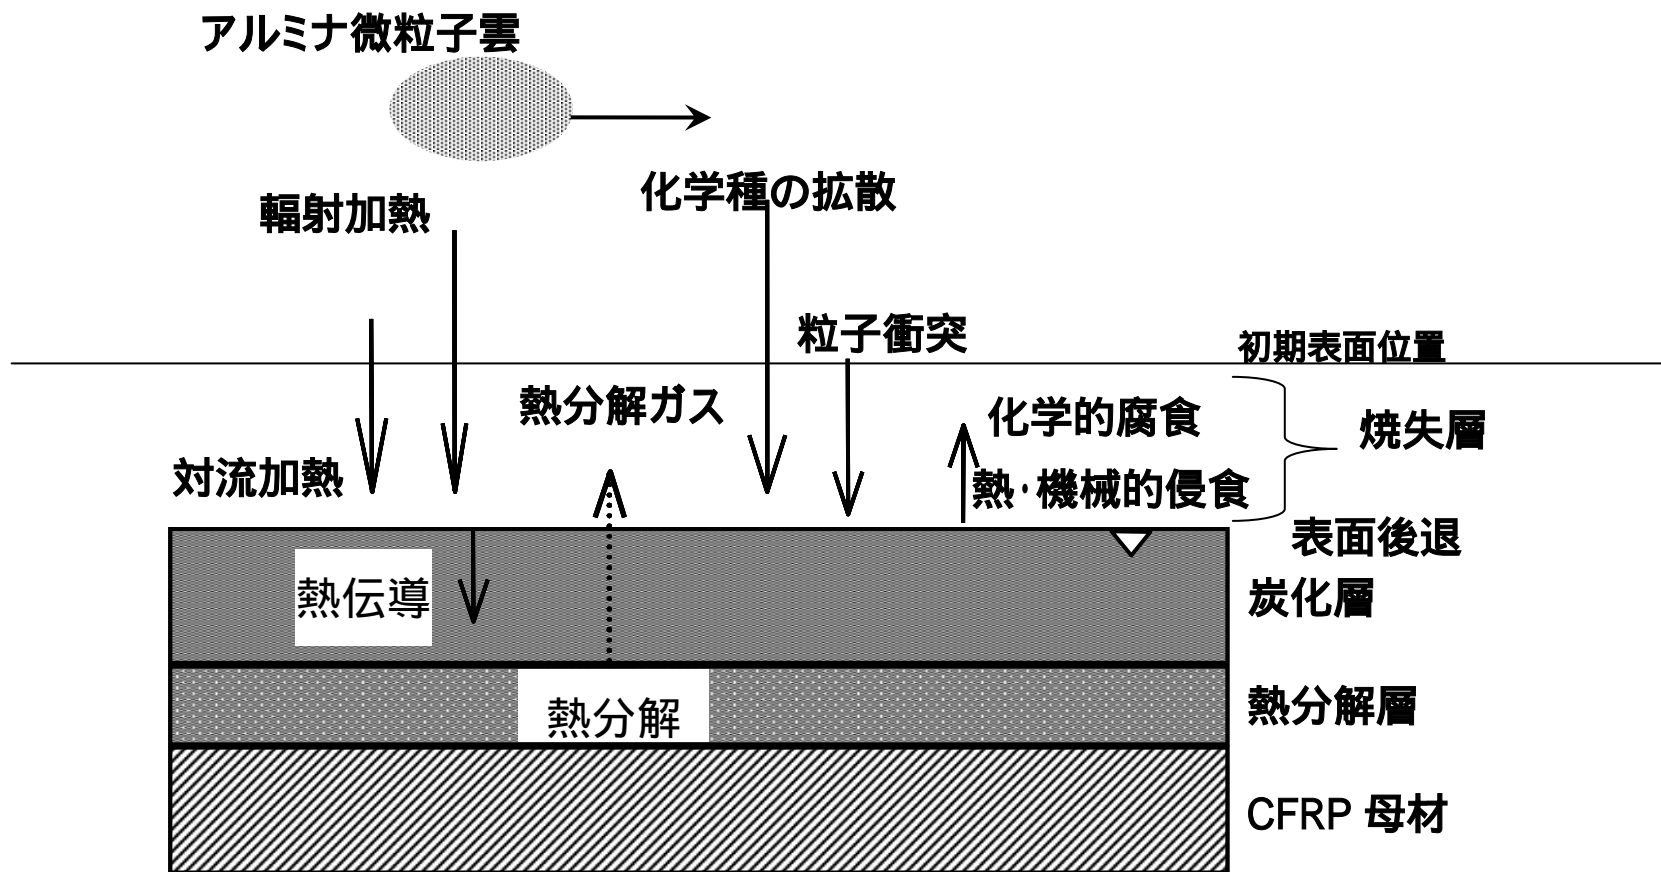 アルミナ微粒子雲
化学種の拡散
輻射加熱
粒子衝突
初期表面位置
熱分解ガス
化学的腐食
焼失層
対流加熱
熱・機械的侵食
表面後退
熱伝導
炭化層
熱分解
熱分解層
CFRP 母材